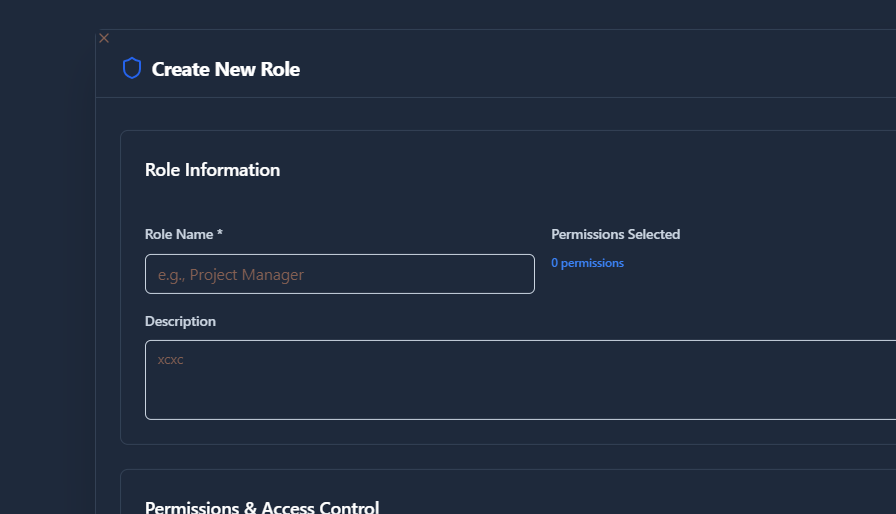 Create New Role
Role Information
Role Name *
Permissions Selected
e.g., Project Manager
0 permissions
Description
xcxc
Permissions & Access Control